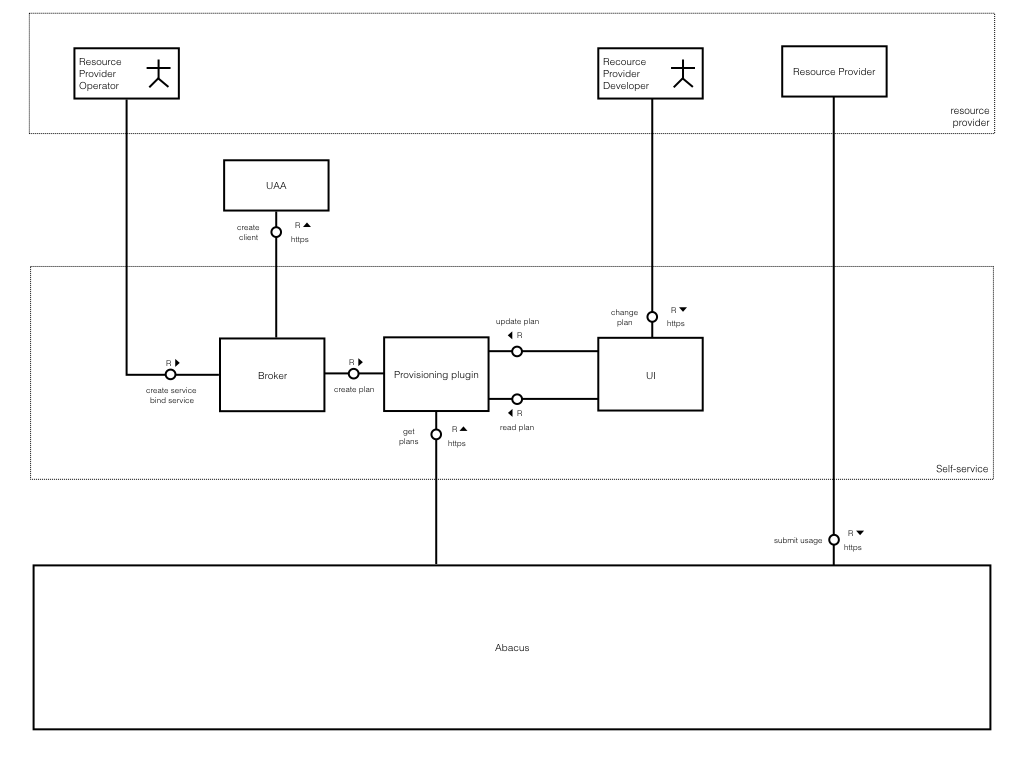 Resource
Provider
Operator
Recource
Provider
Developer
Resource Provider
resource
provider
UAA
create
client
R
https
update plan
R
change
plan
R
https
R
create service
bind service
Broker
R
create plan
Provisioning plugin
UI
R
read plan
get
plans
R
https
Self-service
submit usage
R
https
Abacus